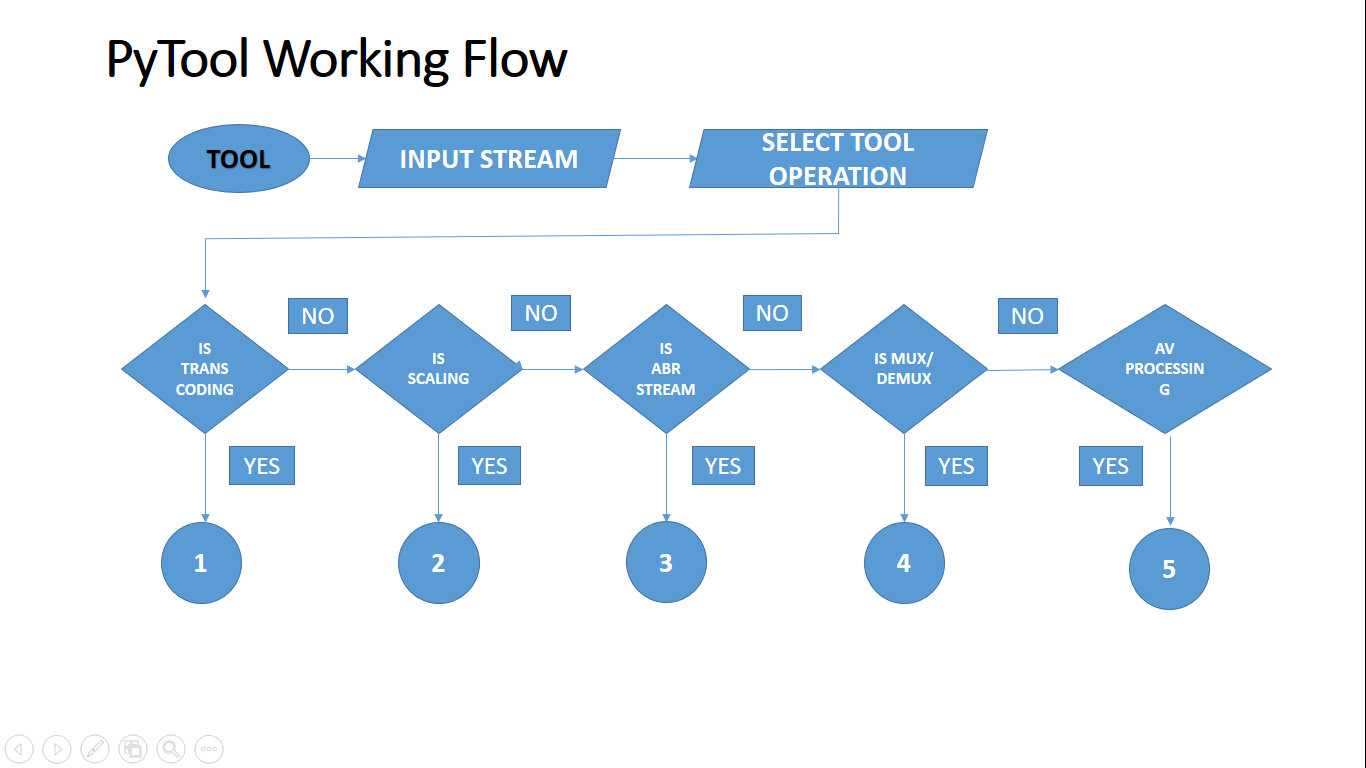 PyTool Working Flow
TOOL
INPUT STREAM
SELECT TOOL
OPERATION
NO
NO
NO
NO
IS
TRANS
CODING
IS
SCALING
IS
ABR
STREAM
IS MUX/
DEMUX
AV
PROCESSIN
G
YES
YES
YES
YES
YES
1
2
3
4
5